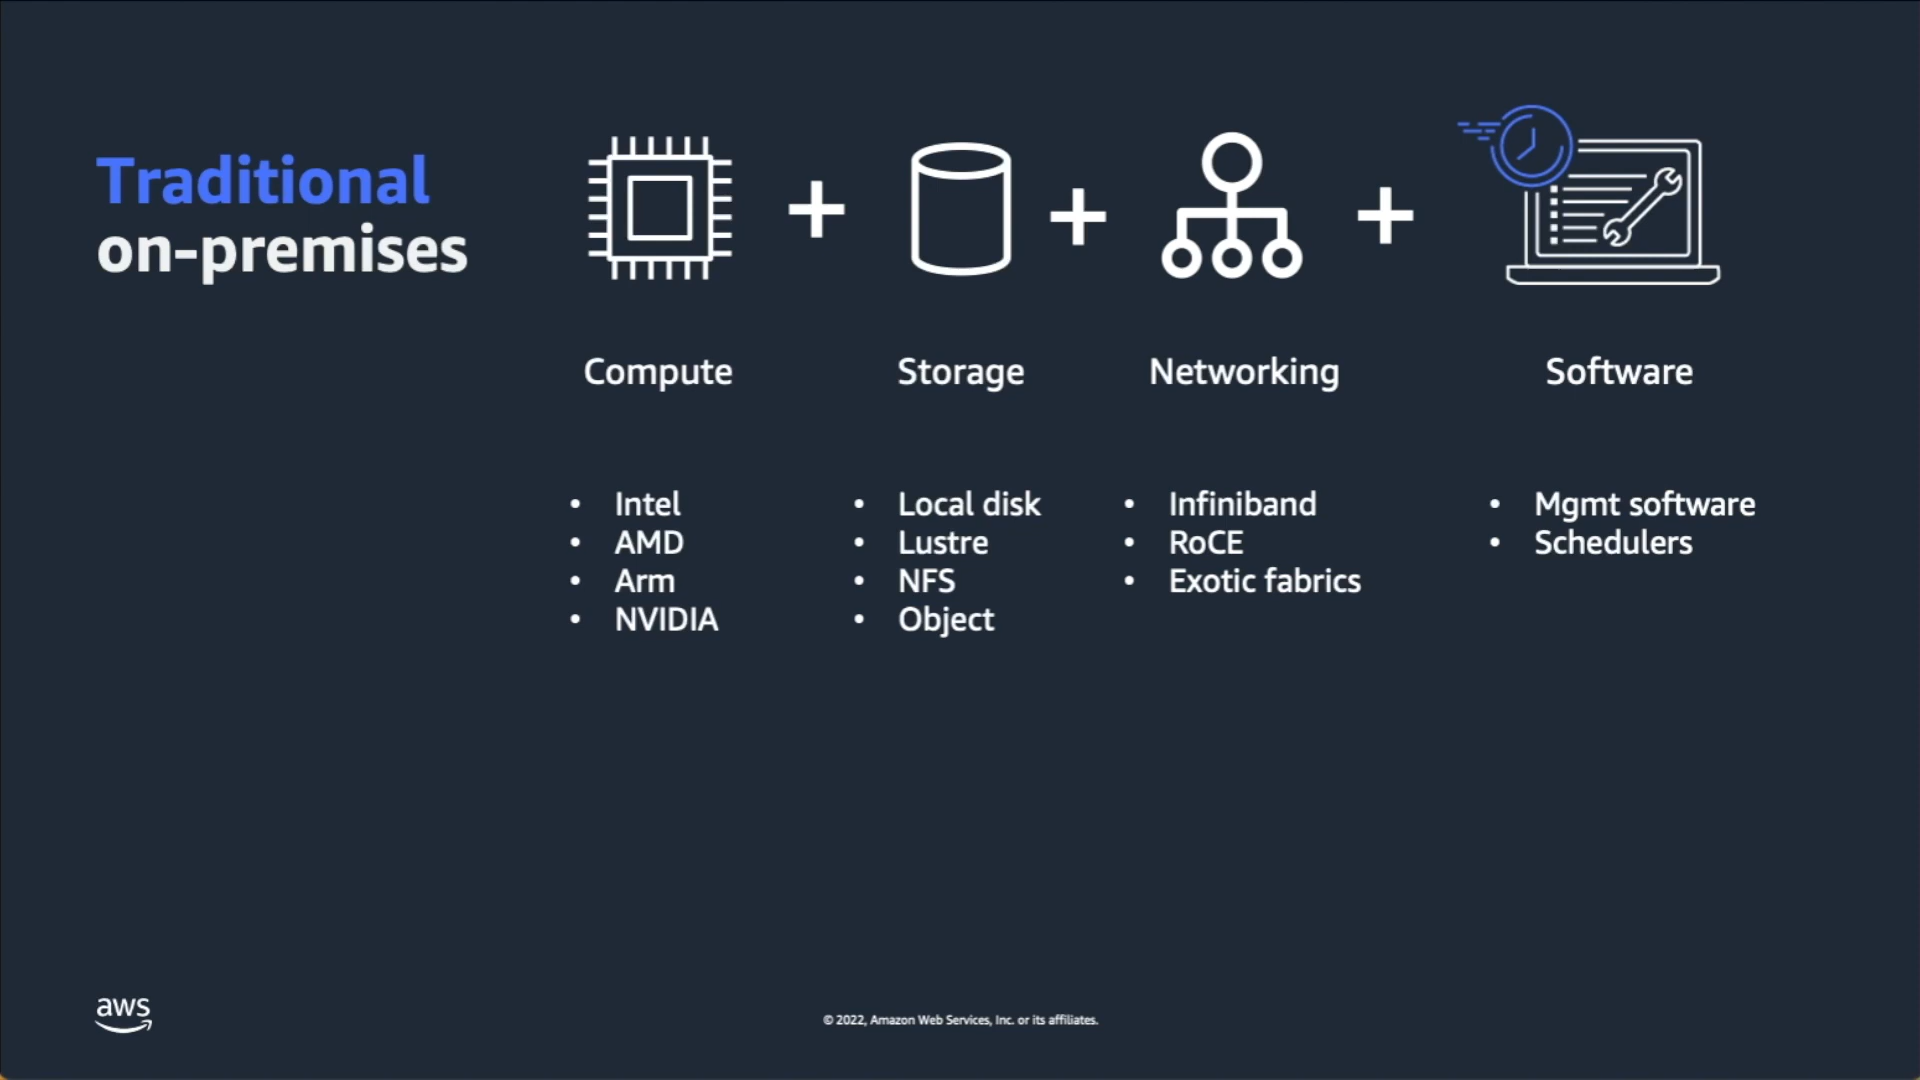 Traditional
on-premises
Compute
Storage
Networking
Software
• Intel
• AMD
• Arm
• NVIDIA
• Local disk
• Lustre
• NFS
• Object
• Infiniband
• RoCE
• Exotic fabrics
• Mgmt software
• Schedulers
aws
© 2022, Amazon Web Services, Inc. or its affiliates.